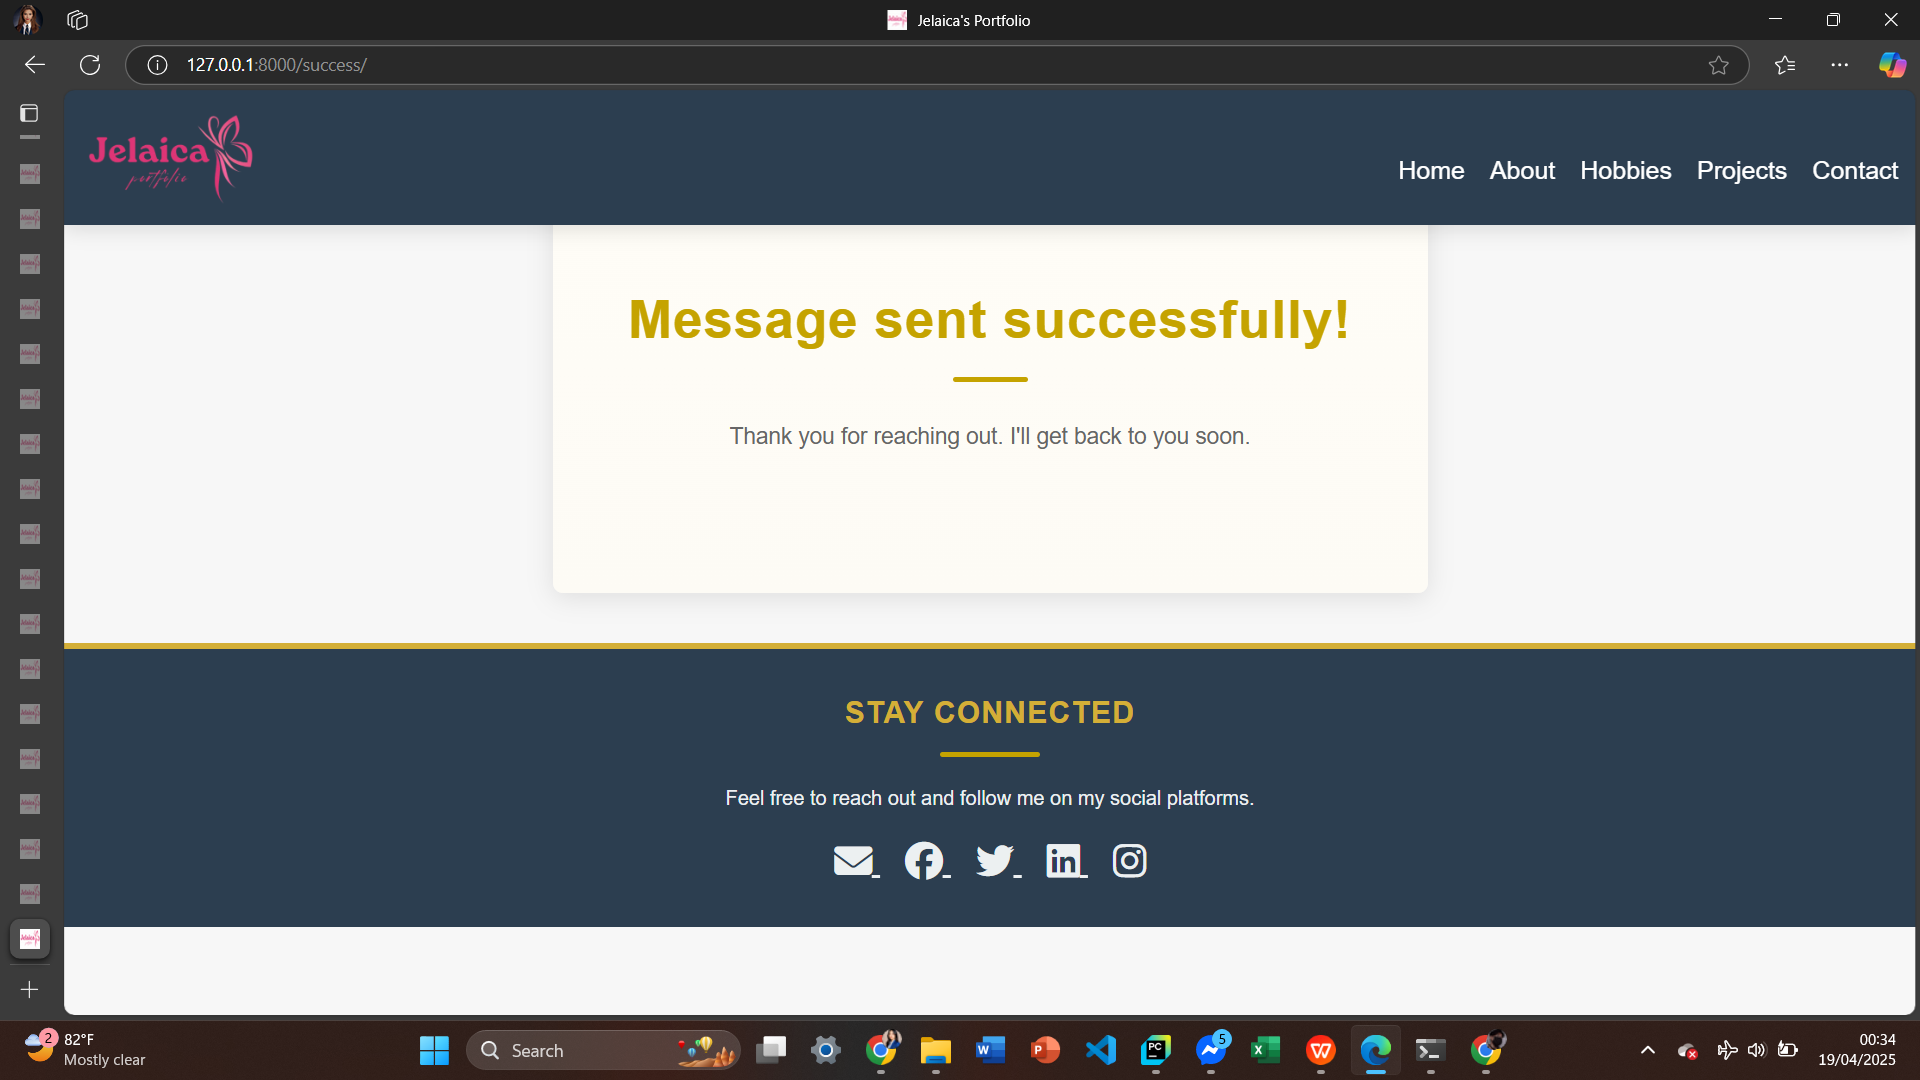 Jelaica's Portfolio
127.0.0.1:8000/success/
Jelaica
portfolio
Home About Hobbies Projects Contact
Message sent successfully!
Thank you for reaching out. I'll get back to you soon.
STAY CONNECTED
Feel free to reach out and follow me on my social platforms.
2
82°F
Mostly clear
Search
5
00:34
19/04/2025